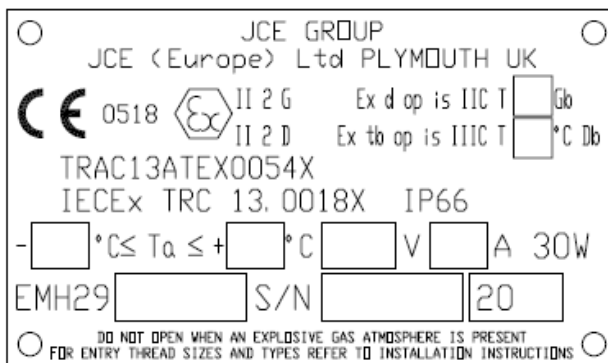 JCE GROUP
JCE (Europe) Ltd PLYMOUTH UK
CE 0518 Ex II 2 G Ex d op is IIC T Gb
II 2 D Ex tb op is IIIC T °C Db
TRAC13ATEX0054X
IECEx TRC 13. 0018X IP66
- °C≤ Ta ≤ + °C V A 30W
EMH29 S/N 20
DO NOT OPEN WHEN AN EXPLOSIVE GAS ATMOSPHERE IS PRESENT
FOR ENTRY THREAD SIZES AND TYPES REFER TO INSTALLATION INSTRUCTIONS